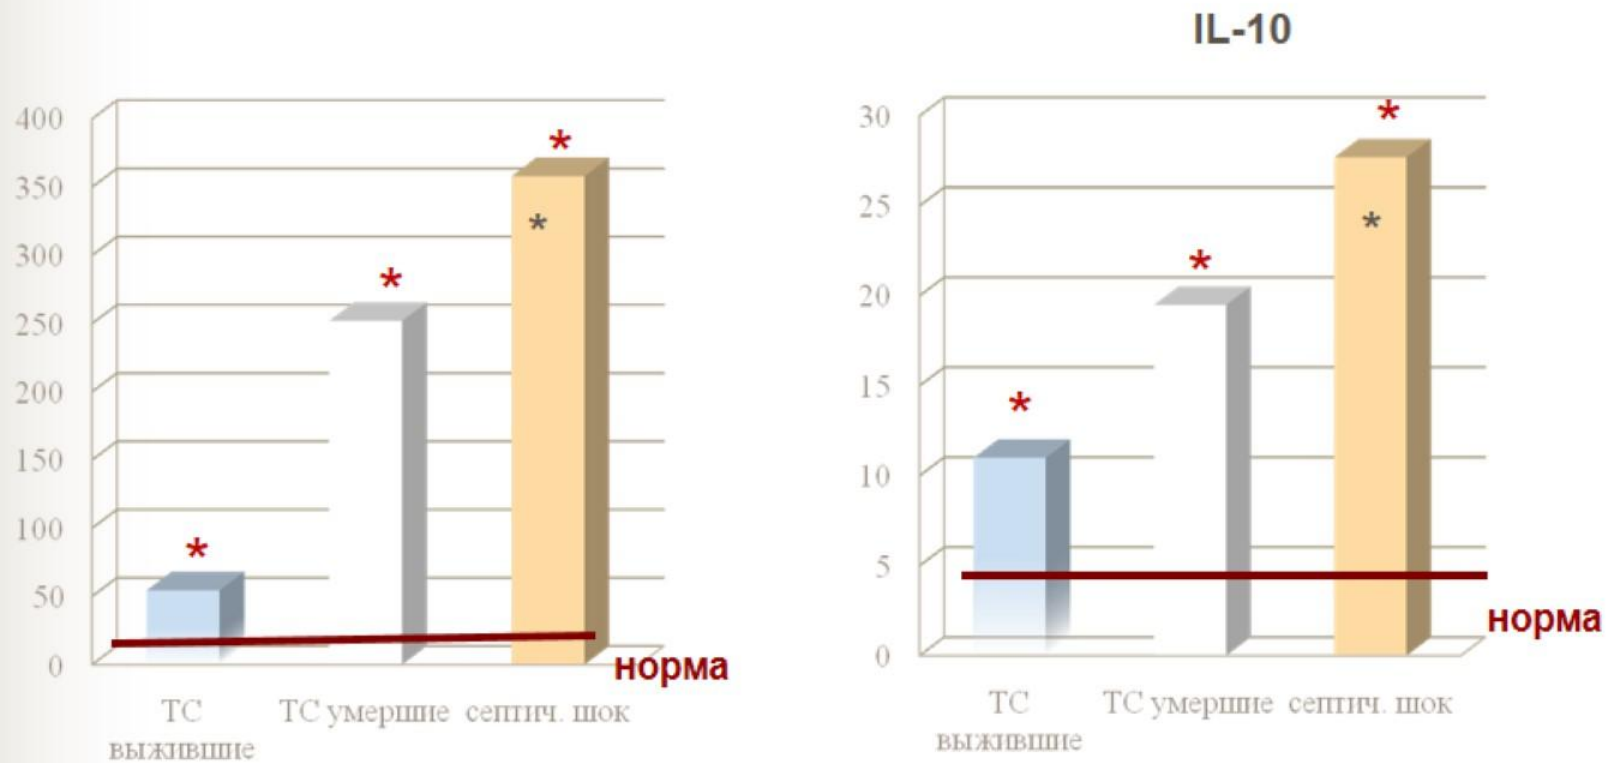 IL-10
400
350
300
250
200
150
100
50
0
*
*
*
*
норма
ТС выжившие
ТС умершие
септич. шок
30
25
20
15
10
5
0
*
*
*
*
норма
ТС выжившие
ТС умершие
септич. шок